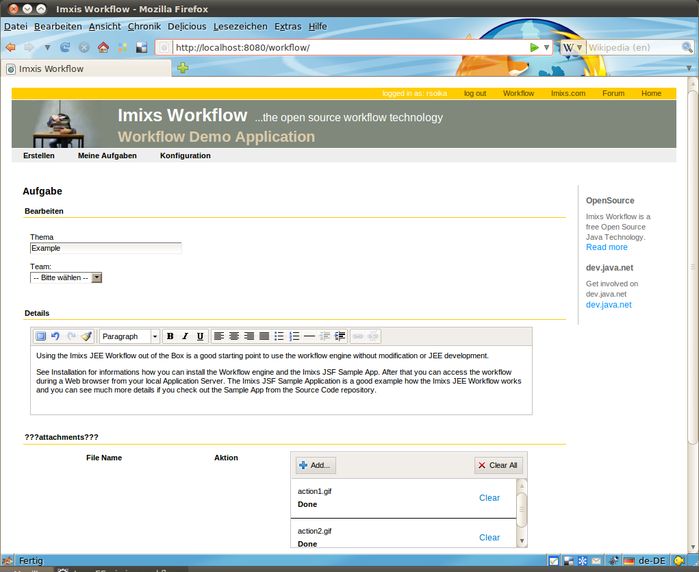 Imxis Workflow - Mozilla Firefox
Datei Bearbeiten Ansicht Chronik Delicious Lesezeichen Extras Hilfe
http://localhost:8080/workflow/ W Wikipedia (en)
Imxis Workflow
logged in as: rsoika log out Workflow Imixs.com Forum Home
Imixs Workflow ...the open source workflow technology
Workflow Demo Application
Erstellen Meine Aufgaben Konfiguration
Aufgabe
Bearbeiten
Thema
Example
Team:
-- Bitte wählen --
Details
Paragraph B I U
Using the Imixs JEE Workflow out of the Box is a good starting point to use the workflow engine without modification or JEE development.
See Installation for informations how you can install the Workflow engine and the Imixs JSF Sample App. After that you can access the workflow
during a Web browser from your local Application Server. The Imixs JSF Sample Application is a good example how the Imixs JEE Workflow works
and you can see much more details if you check out the Sample App from the Source Code repository.
???attachments???
File Name Aktion
Add... Clear All
action1.gif
Done
Clear
action2.gif
Done
Clear
OpenSource
Imixs Workflow is a
free Open Source
Java Technology.
Read more
dev.java.net
Get involved on
dev.java.net
dev.java.net
Fertig de-DE